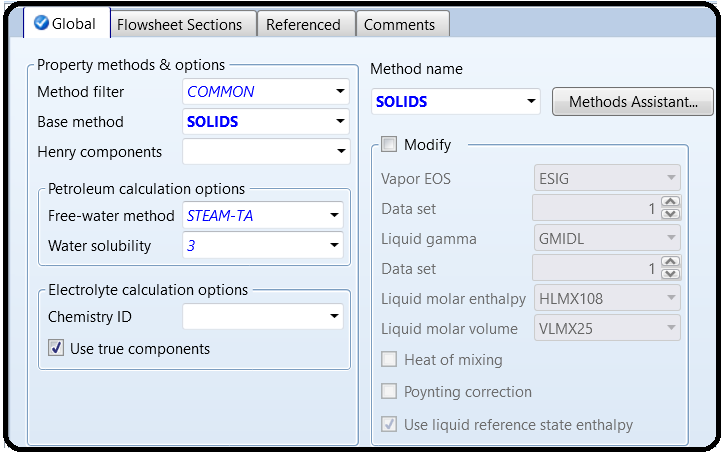 Global
Flowsheet Sections
Referenced
Comments
Property methods & options
Method filter
COMMON
Base method
SOLIDS
Henry components
Petroleum calculation options
Free-water method
STEAM-TA
Water solubility
3
Electrolyte calculation options
Chemistry ID
Use true components
Method name
SOLIDS
Methods Assistant...
Modify
Vapor EOS
ESIG
Data set
1
Liquid gamma
GMIDL
Data set
1
Liquid molar enthalpy
HLMX108
Liquid molar volume
VLMX25
Heat of mixing
Poynting correction
Use liquid reference state enthalpy